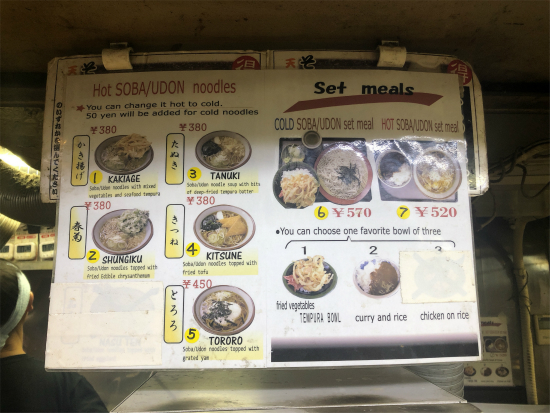 Hot SOBA/UDON noodles
★ You can change it hot to cold.
50 yen will be added for cold noodles
¥380
かき揚げ
1
KAKIAGE
Soba/Udon noodles with mixed
vegetables and seafood tempura
¥380
たぬき
3
TANUKI
Soba/Udon noodle soup with bits
of deep-fried tempura batter
¥380
春菊
2
SHUNGIKU
Soba/Udon noodles topped with
fried Edible chrysanthemum
¥380
きつね
4
KITSUNE
Soba/Udon noodles topped with
fried tofu
¥450
とろろ
5
TORORO
Soba/Udon noodles topped with
grated yam
Set meals
COLD SOBA/UDON set meal
HOT SOBA/UDON set meal
6 ¥570
7 ¥520
•You can choose one favorite bowl of three
1 2 3
fried vegetables
TEMPURA BOWL
curry and rice
chicken on rice
天
得